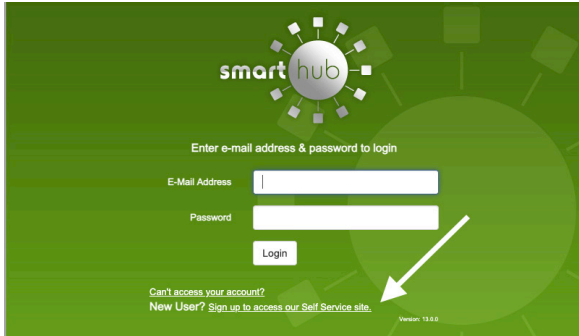 smart hub
Enter e-mail address & password to login
E-Mail Address
Password
Login
Can't access your account?
New User? Sign up to access our Self Service site.
Version: 13.0.0